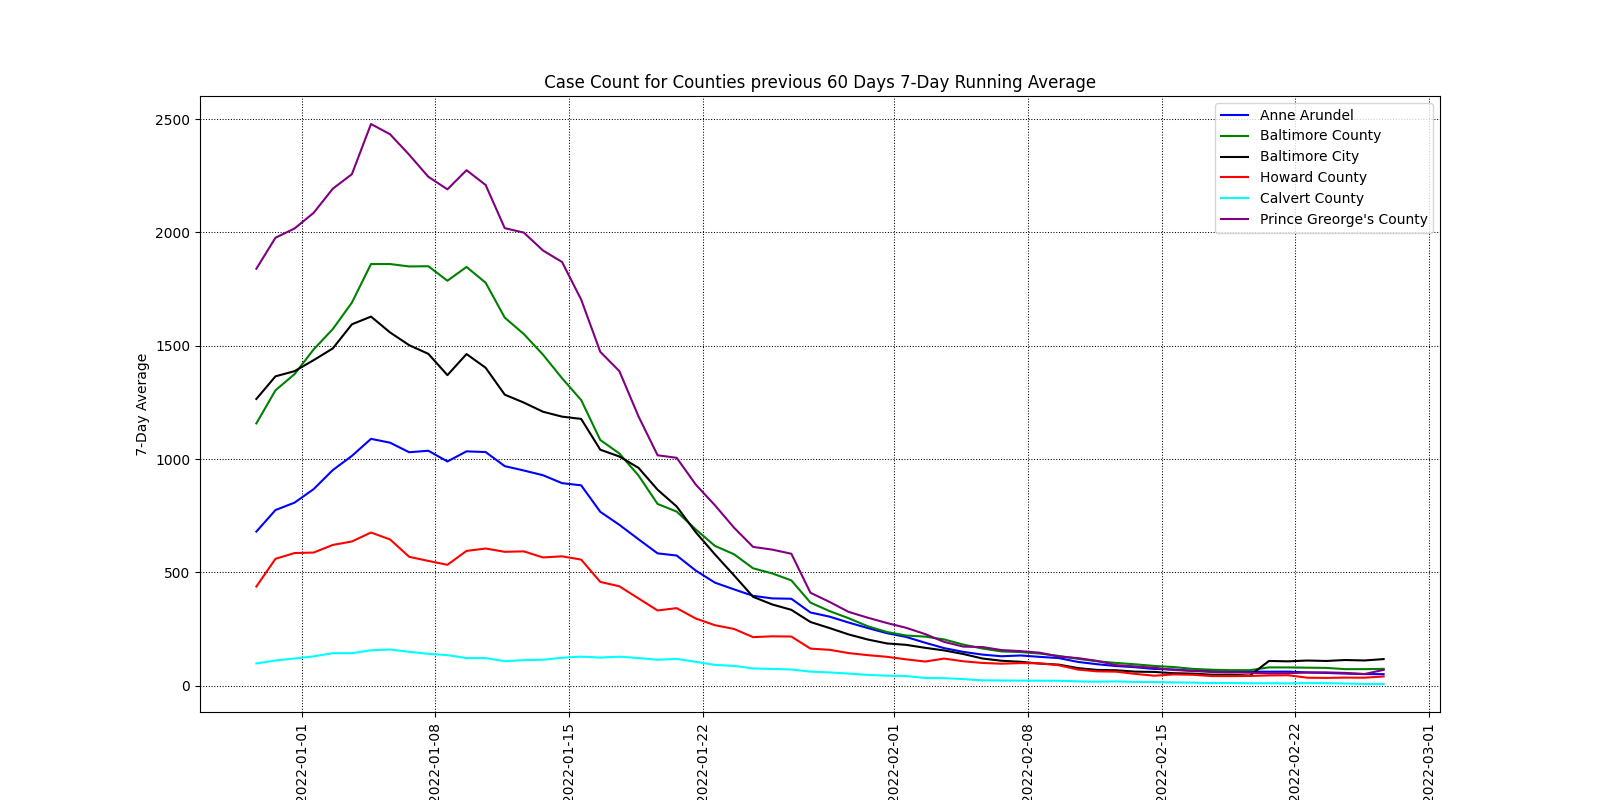 Case Count for Counties previous 60 Days 7-Day Running Average
Anne Arundel
Baltimore County
Baltimore City
Howard County
Calvert County
Prince Greorge's County
7-Day Average
2500
2000
1500
1000
500
0
2022-01-01
2022-01-08
2022-01-15
2022-01-22
2022-02-01
2022-02-08
2022-02-15
2022-02-22
2022-03-01